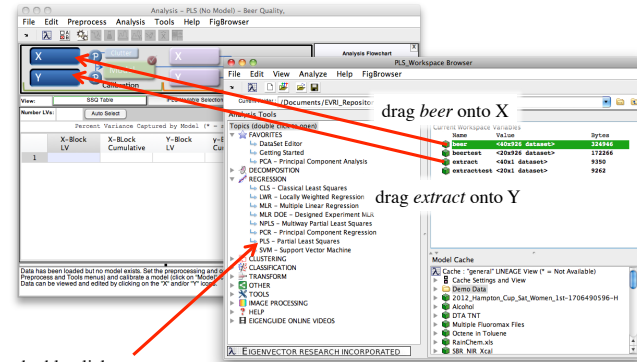 Analysis - PLS (No Model) - Beer Quality,
File Edit Preprocess Analysis Tools Help FigBrowser
X
P
Y
P
Calibration
Analysis Flowchart
View:
SSQ Table
Number LVs:
Auto Select
Percent Variance Captured by Model (* =
X-Block LV
X-BLock Cumulative
Y-Block LV
Cumulative
1
Data has been loaded but no model exists. Set the preprocessing and
Preprocess and Tools menus) and calibrate a model (click on "Model"
Data can be viewed and edited by clicking on the "X" and/or "Y" icons.
PLS_Workspace Browser
File Edit View Analyze Help FigBrowser
/Documents/EVRI_Repositor
drag beer onto X
Analysis Tools
Topics (double click to open)
FAVORITES
DataSet Editor
Getting Started
PCA - Principal Component Analysis
DECOMPOSITION
REGRESSION
CLS - Classical Least Squares
LWR - Locally Weighted Regression
MLR - Multiple Linear Regression
MLR DOE - Designed Experiment MLR
NPLS - Multiway Partial Least Squares
PCR - Principal Component Regression
PLS - Partial Least Squares
SVM - Support Vector Machine
CLUSTERING
CLASSIFICATION
TRANSFORM
OTHER
TOOLS
IMAGE PROCESSING
HELP
EIGENGUIDE ONLINE VIDEOS
EIGENVECTOR RESEARCH INCORPORATED
Current Workspace Variables
Name Value Bytes
beer <40x926 dataset> 324946
beertest <20x926 dataset> 172266
extract <40x1 dataset> 9350
extracttest <20x1 dataset> 9262
drag extract onto Y
Model Cache
Cache : "general" LINEAGE View (* = Not Available)
Cache Settings and View
Demo Data
2012_Hampton_Cup_Sat_Women_1st-1706490596-H
Alcohol
DTA TNT
Multiple Fluoromax Files
Octene in Toluene
RainChem.xls
SBR NIR Xcal